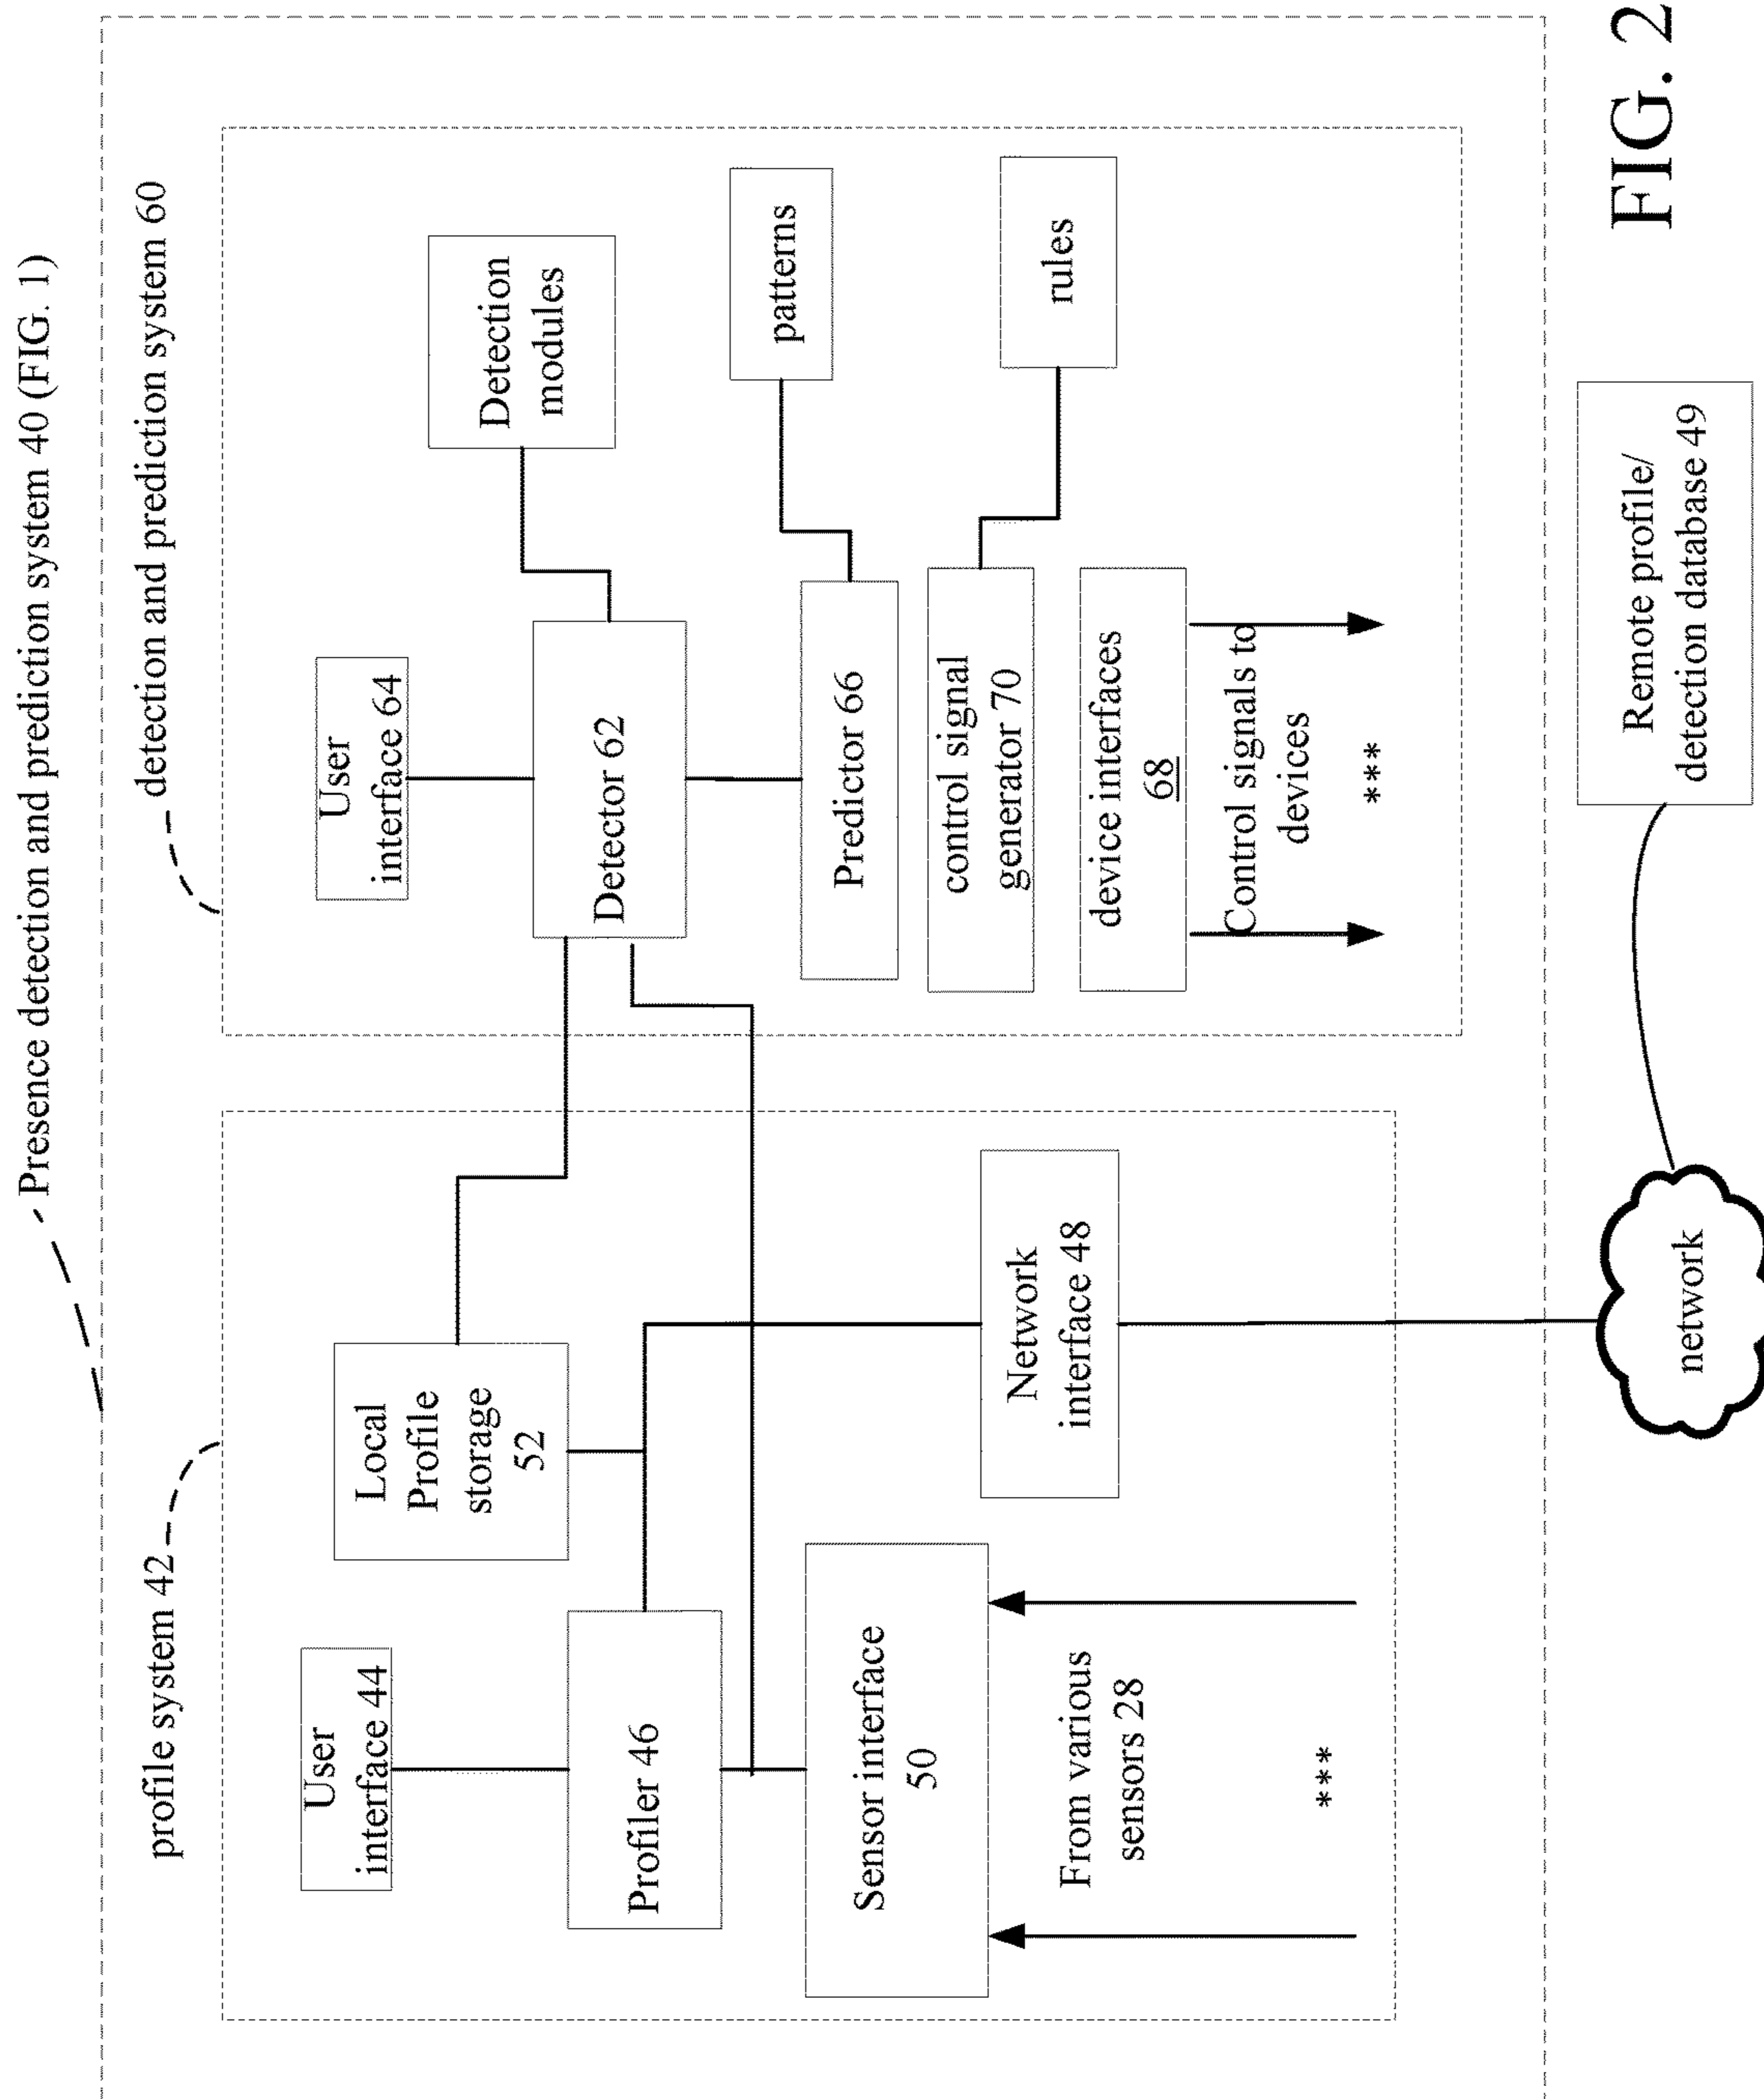 Presence detection and prediction system 40 (FIG. 1)
profile system 42
detection and prediction system 60
User
interface 44
Local
Profile
storage
52
Profiler 46
Sensor interface
50
Network
interface 48
From various
sensors 28
***
User
interface 64
Detection
modules
Detector 62
patterns
Predictor 66
rules
control signal
generator 70
device interfaces
68
Control signals to
devices
***
network
Remote profile/
detection database 49
FIG. 2